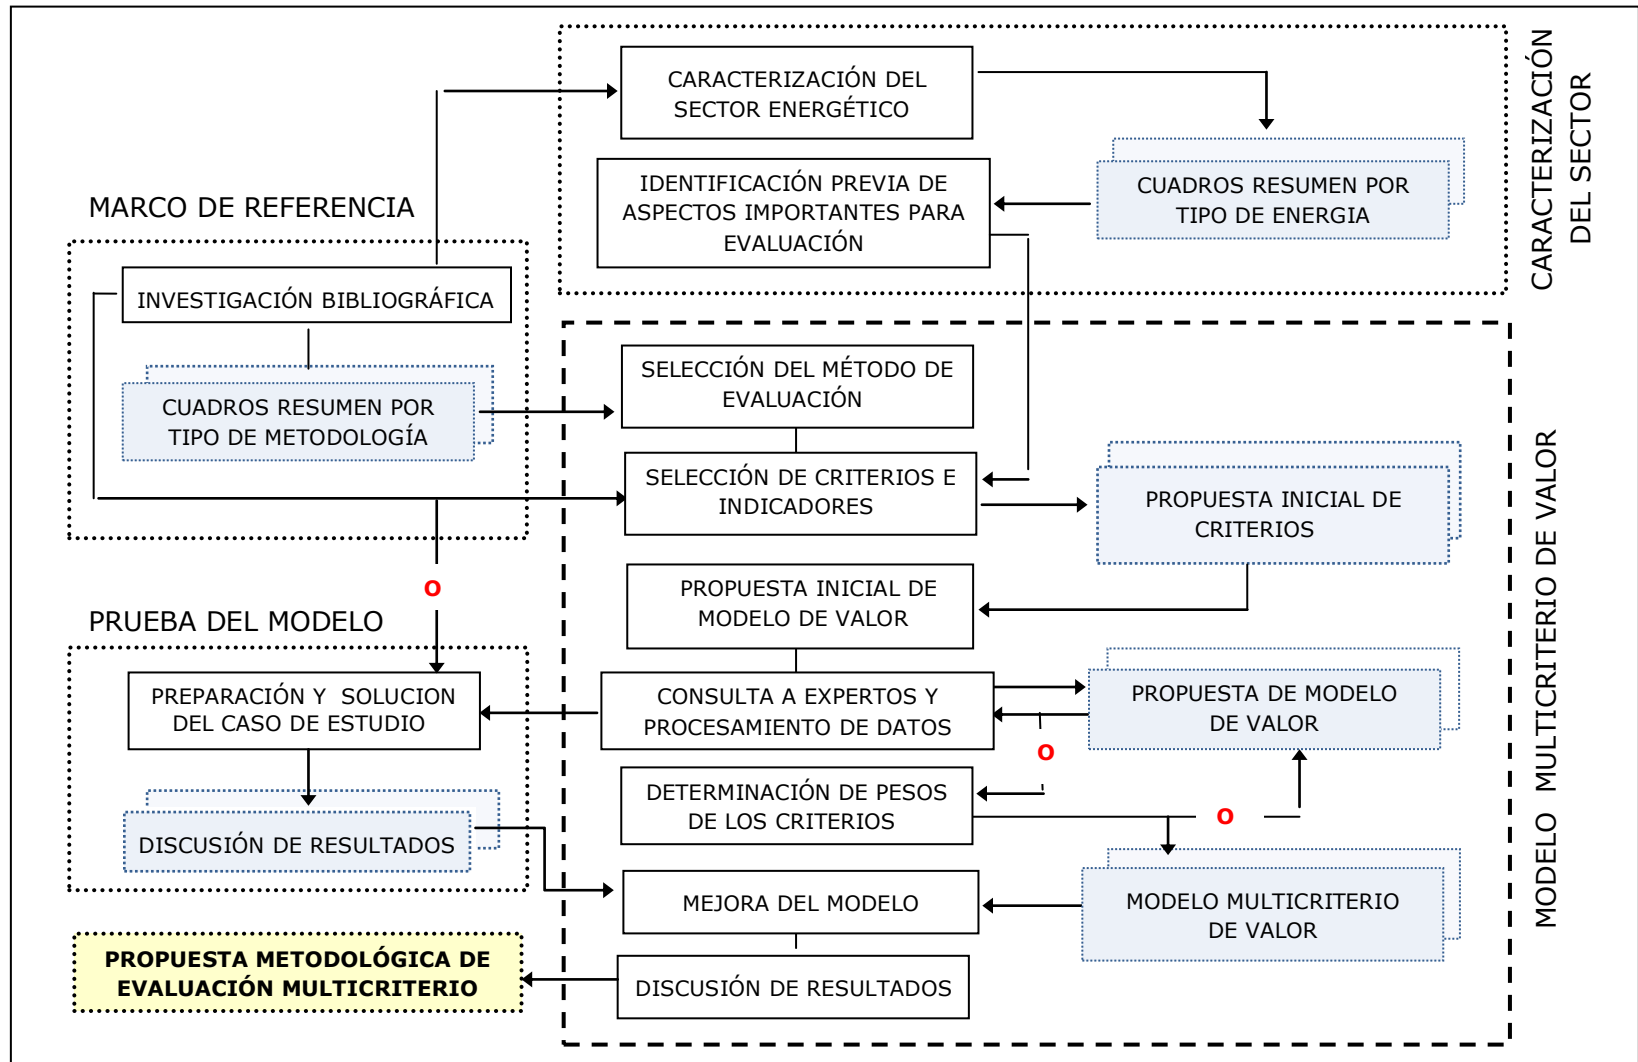 CARACTERIZACIÓN DEL
SECTOR ENERGÉTICO
CUADROS RESUMEN POR
TIPO DE ENERGIA
IDENTIFICACIÓN PREVIA DE
ASPECTOS IMPORTANTES PARA
EVALUACIÓN
CARACTERIZACIÓN
DEL SECTOR
MARCO DE REFERENCIA
INVESTIGACIÓN BIBLIOGRÁFICA
CUADROS RESUMEN POR
TIPO DE METODOLOGÍA
SELECCIÓN DEL MÉTODO DE
EVALUACIÓN
SELECCIÓN DE CRITERIOS E
INDICADORES
PROPUESTA INICIAL DE
CRITERIOS
PROPUESTA INICIAL DE
MODELO DE VALOR
MODELO MULTICRITERIO DE VALOR
O
PRUEBA DEL MODELO
PREPARACIÓN Y SOLUCION
DEL CASO DE ESTUDIO
CONSULTA A EXPERTOS Y
PROCESAMIENTO DE DATOS
PROPUESTA DE MODELO
DE VALOR
O
DETERMINACIÓN DE PESOS
DE LOS CRITERIOS
O
DISCUSIÓN DE RESULTADOS
MEJORA DEL MODELO
MODELO MULTICRITERIO
DE VALOR
PROPUESTA METODOLÓGICA DE
EVALUACIÓN MULTICRITERIO
DISCUSIÓN DE RESULTADOS